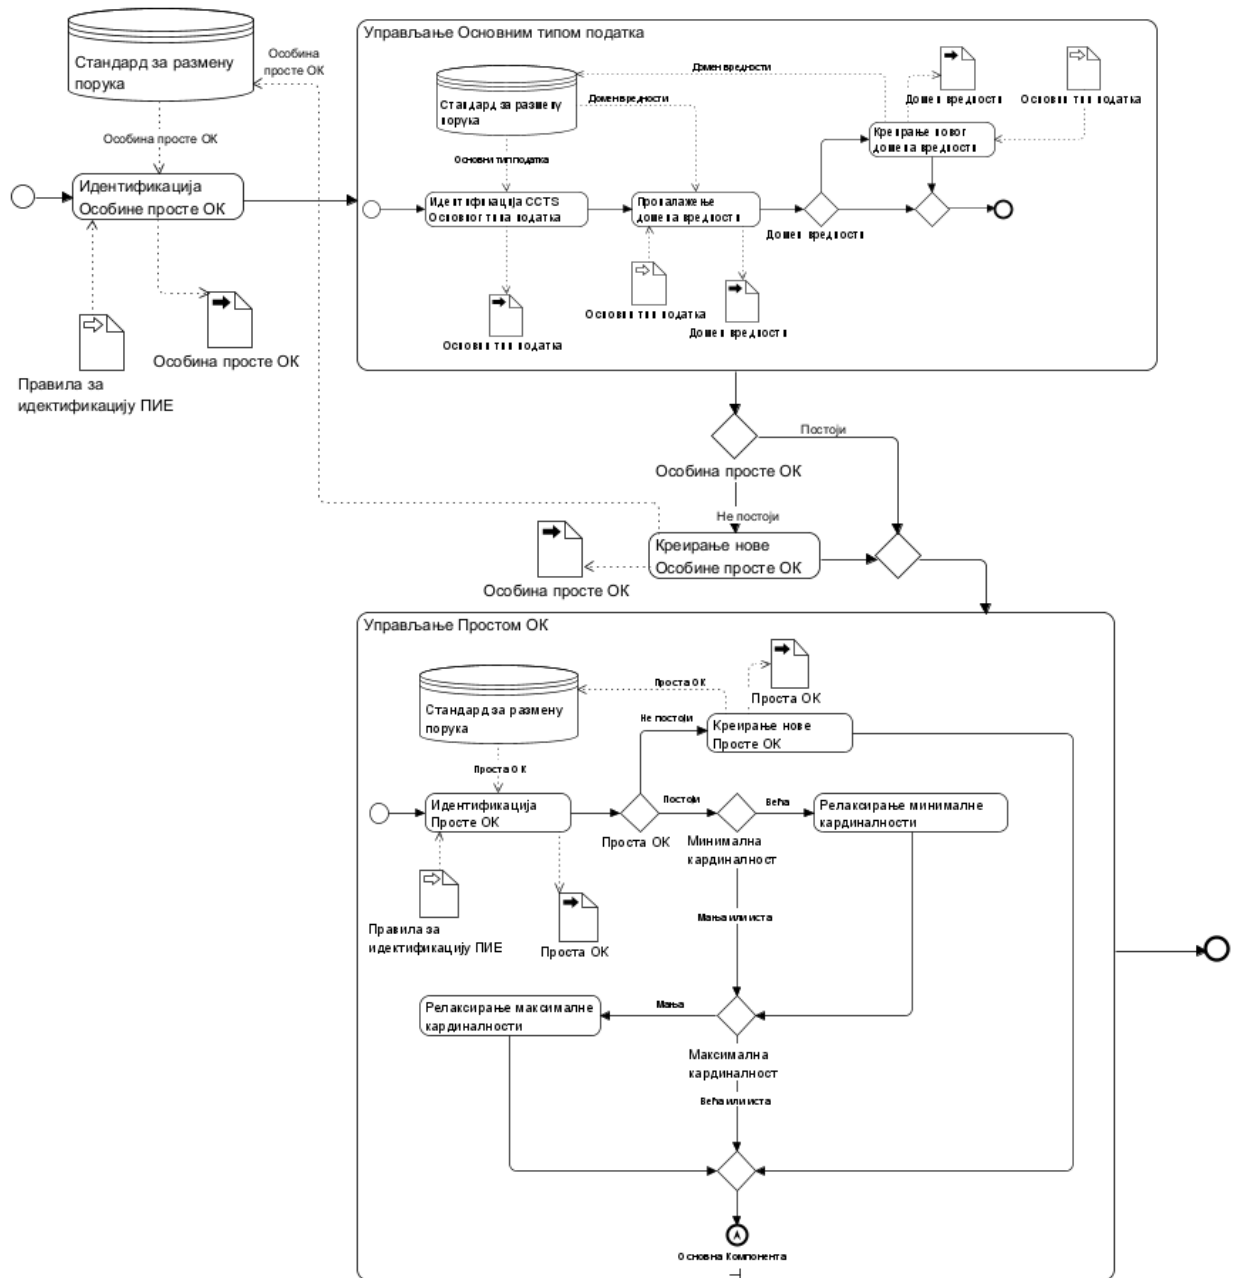 Стандард за размену
порука
Особина
просте ОК
Особина просте ОК
Идентификација
Особине просте ОК
Особина просте ОК
Правила за
идентификацију ПИЕ
Управљање Основним типом податка
Стандард за размену
порука
Домен вредности
Домен вредности
Домен вредности
Основни тип податка
Креирање новог
домена вредности
Основни тип податка
Идентификација CCTS
Основног типа податка
Проналажење
домена вредности
Домен вредности
Основни тип податка
Основни тип податка
Домен вредности
Постоји
Особина просте ОК
Не постоји
Креирање нове
Особине просте ОК
Особина просте ОК
Управљање Простом ОК
Стандард за размену
порука
Проста ОК
Проста ОК
Не постоји
Креирање нове
Просте ОК
Проста ОК
Идентификација
Просте ОК
Проста ОК
Постоји
Минимална
кардиналност
Већа
Релаксирање минималне
кардиналности
Правила за
идентификацију ПИЕ
Проста ОК
Мања или иста
Релаксирање максималне
кардиналности
Мања
Максимална
кардиналност
Већа или иста
Основна Компонента